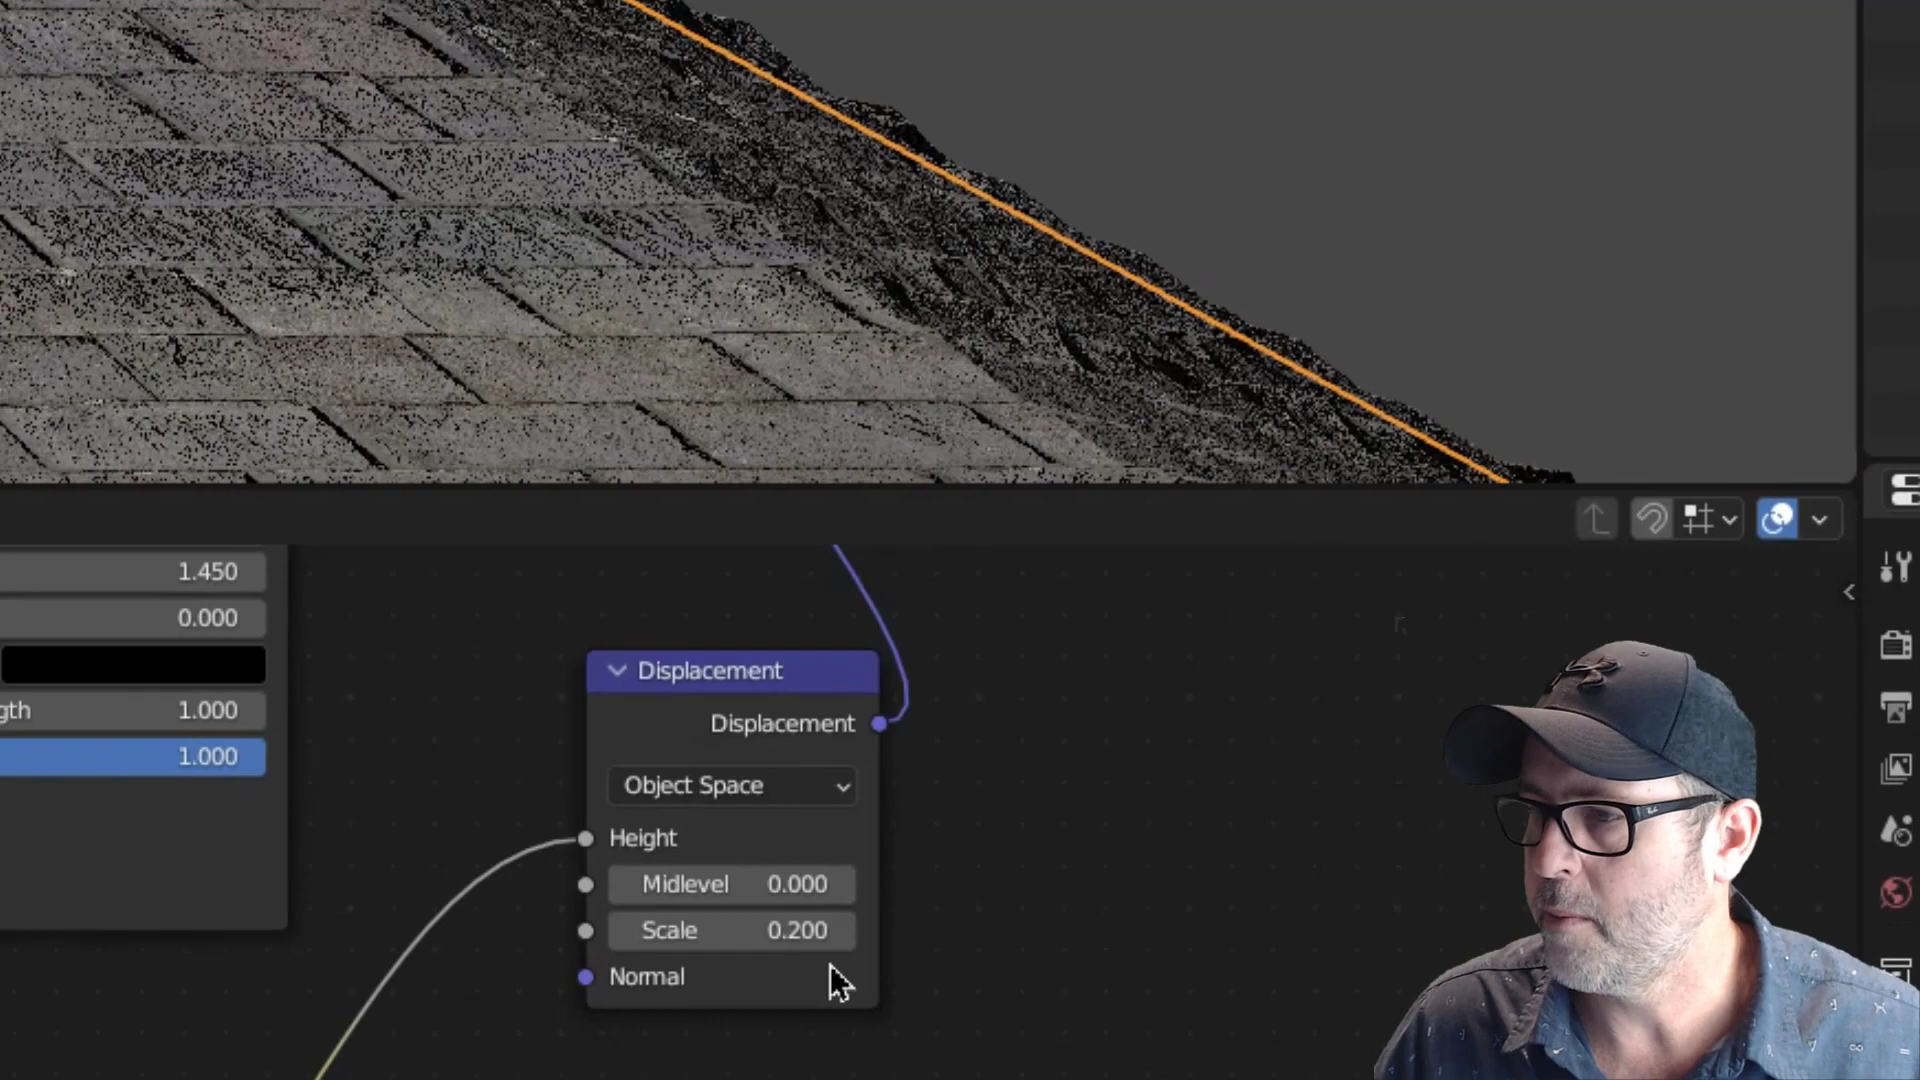 1.450
0.000
gth 1.000
1.000
Displacement
Displacement
Object Space
Height
Midlevel 0.000
Scale 0.200
Normal